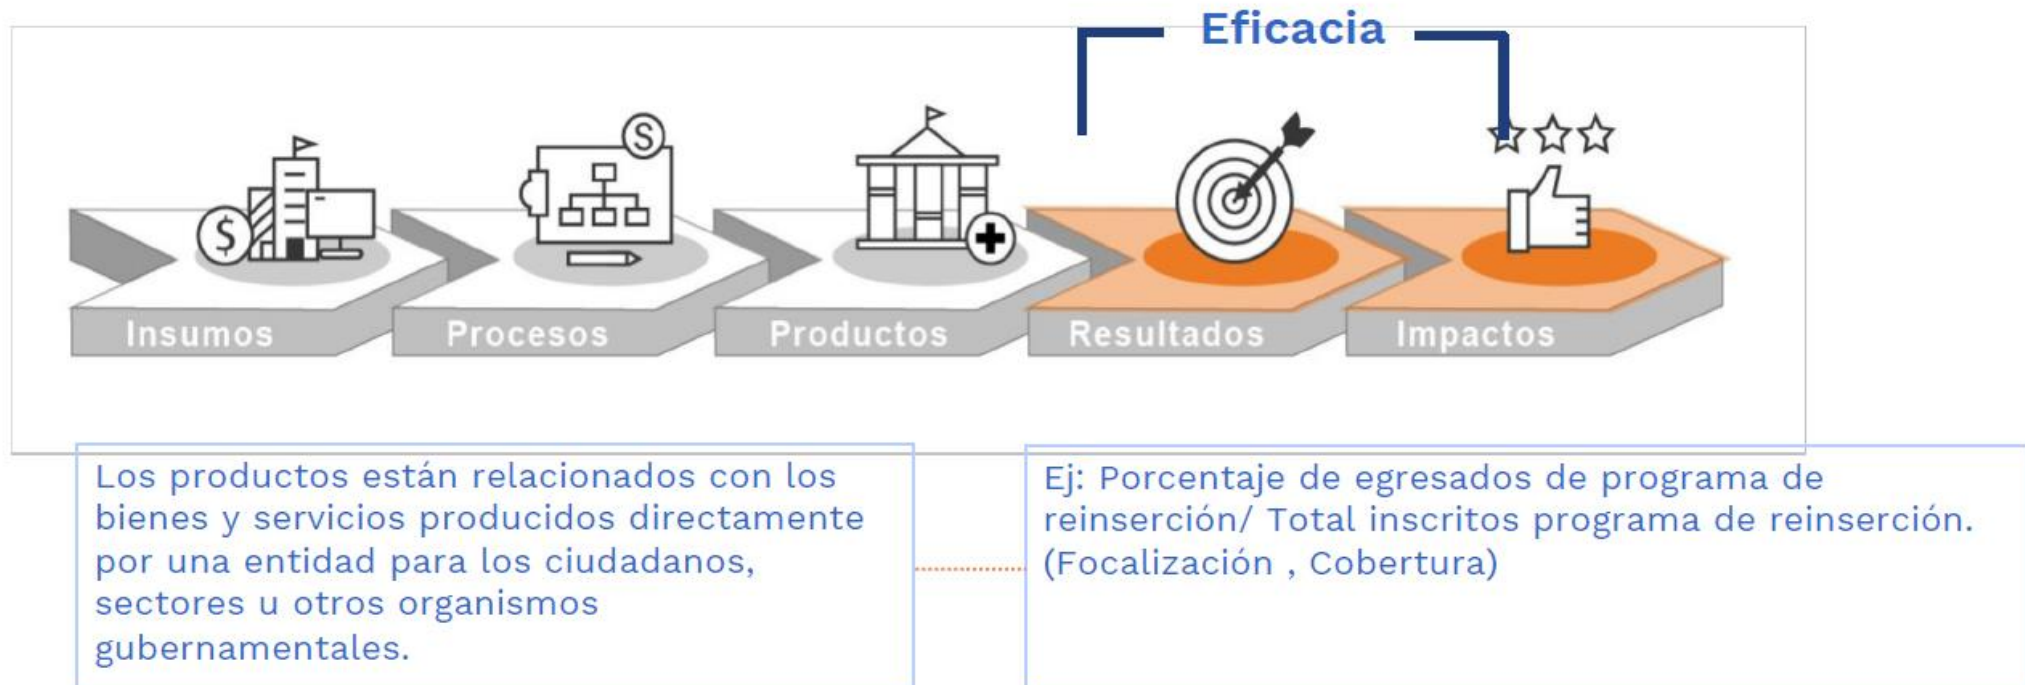 Eficacia
Insumos
Procesos
Productos
Resultados
Impactos
Los productos están relacionados con los
bienes y servicios producidos directamente
por una entidad para los ciudadanos,
sectores u otros organismos
gubernamentales.
Ej: Porcentaje de egresados de programa de
reinserción/ Total inscritos programa de reinserción.
(Focalización , Cobertura)